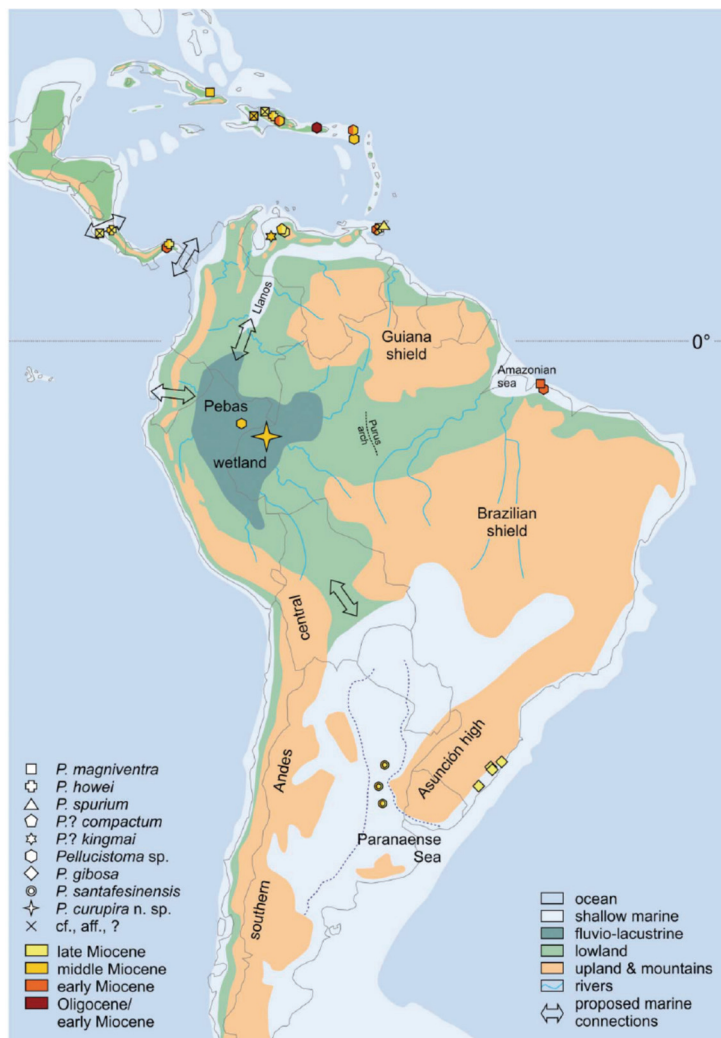 Llanos
Guiana
shield
0°
Amazonian
sea
Pebas
wetland
Purus
arch
Brazilian
shield
central
Andes
southern
Asunción high
Paranaense
Sea
P. magniventra
P. howei
P. spurium
P.? compactum
P.? kingmai
Pellucistoma sp.
P. gibosa
P. santafesinensis
P. curupira n. sp.
cf., aff., ?
late Miocene
middle Miocene
early Miocene
Oligocene/
early Miocene
ocean
shallow marine
fluvio-lacustrine
lowland
upland & mountains
rivers
proposed marine
connections